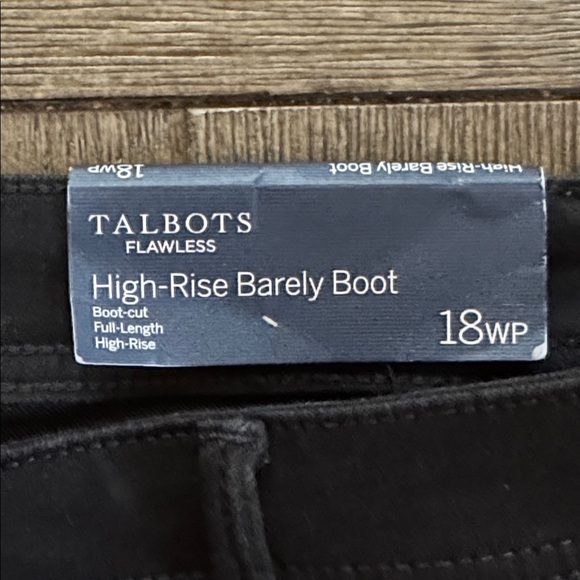 18WP
High-Rise Barely Boot
TALBOTS
FLAWLESS
High-Rise Barely Boot
Boot-cut
Full-Length
High-Rise
18WP